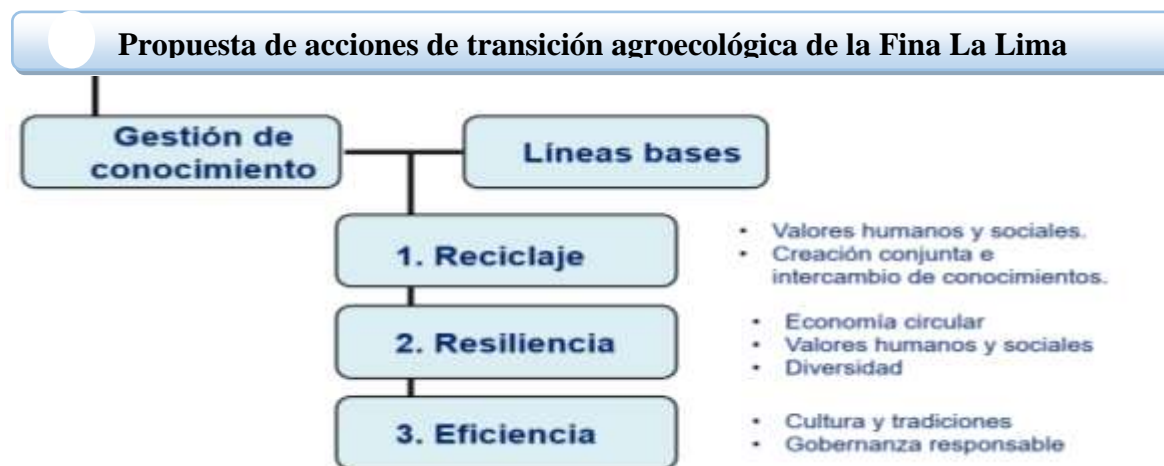 Propuesta de acciones de transición agroecológica de la Fina La Lima
Gestión de
conocimiento
Líneas bases
1. Reciclaje
• Valores humanos y sociales.
• Creación conjunta e
intercambio de conocimientos.
2. Resiliencia
• Economía circular
• Valores humanos y sociales
• Diversidad
3. Eficiencia
• Cultura y tradiciones
• Gobernanza responsable